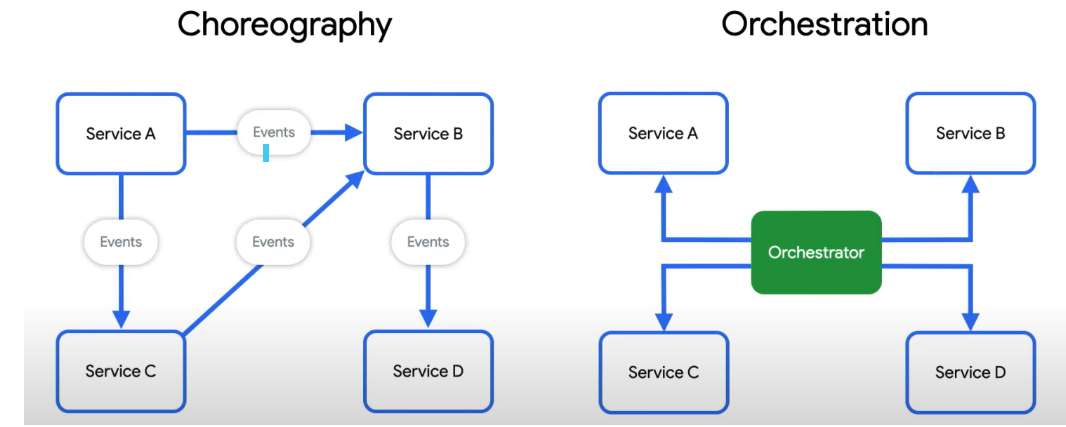 Choreography
Orchestration
Service A
Events
Service B
Events
Events
Events
Service C
Service D
Service A
Service B
Orchestrator
Service C
Service D